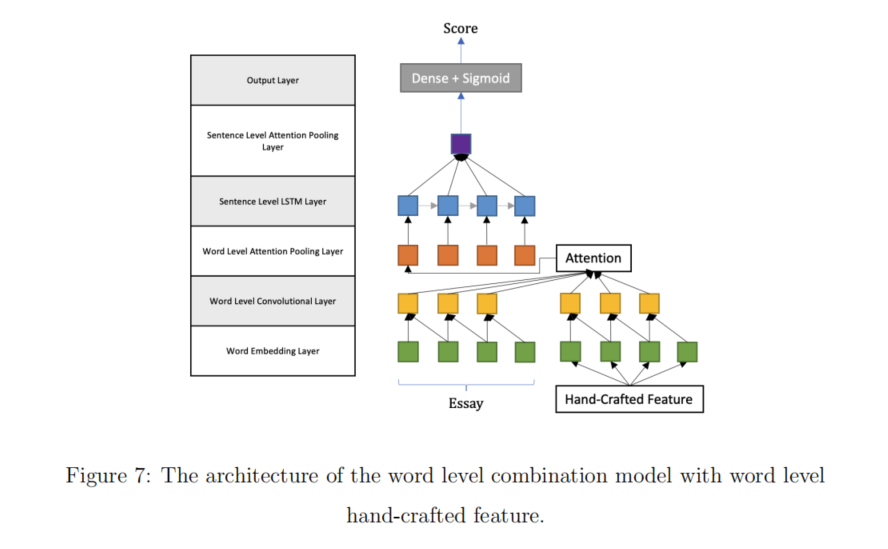 Score
Dense + Sigmoid
Output Layer
Sentence Level Attention Pooling
Layer
Sentence Level LSTM Layer
Word Level Attention Pooling Layer
Attention
Word Level Convolutional Layer
Word Embedding Layer
Essay
Hand-Crafted Feature
Figure 7: The architecture of the word level combination model with word level
hand-crafted feature.